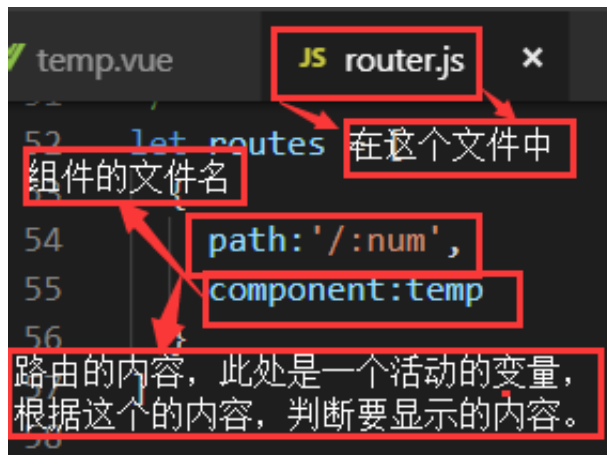 temp.vue
JS router.js ×
52 let routes 在这个文件中
组件的文件名
{
54 path:'/:num',
55 component:temp
56 }
路由的内容，此处是一个活动的变量，
根据这个的内容，判断要显示的内容。